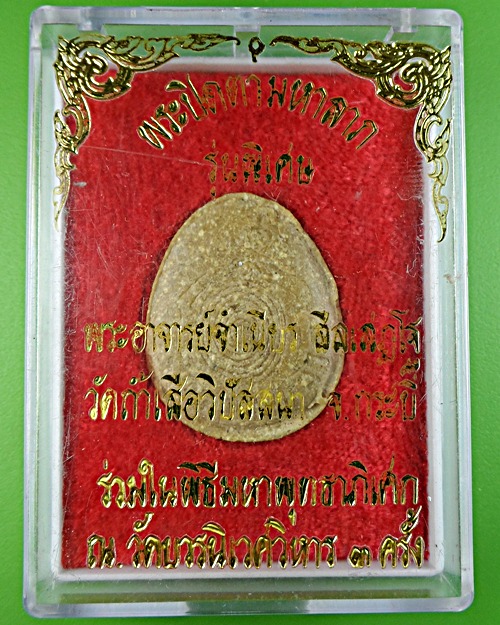 พระปิดตามหาลาภ
รุ่นพิเศษ
พระอาจารย์จำเนียร สีลเสฏโฐ
วัดถ้ำเสือวิปัสสนา จ.กระบี่
ร่วมในพิธีมหาพุทธาภิเศก
ณ. วัดบวรนิเวศวิหาร ๓ ครั้ง